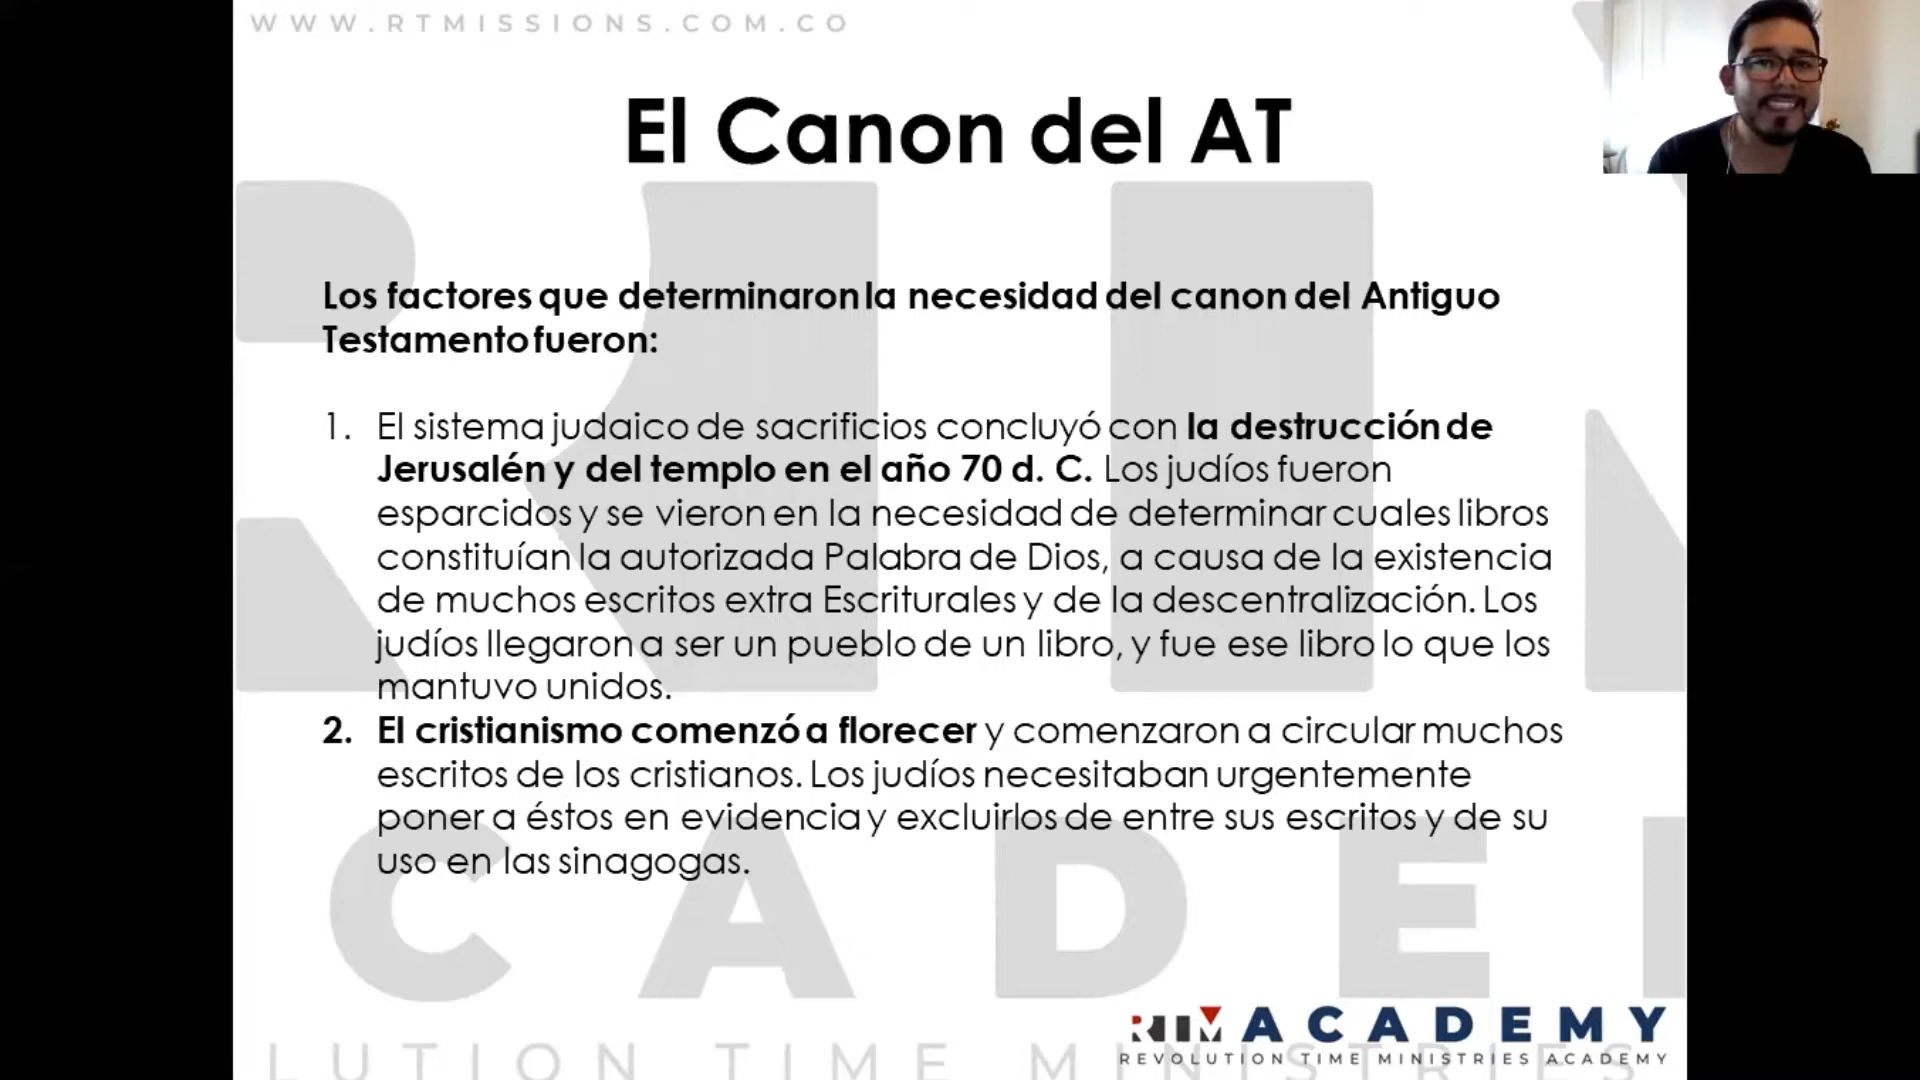 WWW.RTMISSIONS.COM.CO
El Canon del AT
Los factores que determinaron la necesidad del canon del Antiguo
Testamento fueron:
1. El sistema judaico de sacrificios concluyó con la destrucción de
Jerusalén y del templo en el año 70 d. C. Los judíos fueron
esparcidos y se vieron en la necesidad de determinar cuales libros
constituían la autorizada Palabra de Dios, a causa de la existencia
de muchos escritos extra Escriturales y de la descentralización. Los
judíos llegaron a ser un pueblo de un libro, y fue ese libro lo que los
mantuvo unidos.
2. El cristianismo comenzó a florecer y comenzaron a circular muchos
escritos de los cristianos. Los judíos necesitaban urgentemente
poner a éstos en evidencia y excluirlos de entre sus escritos y de su
uso en las sinagogas.
CADE
RTM ACADEMY
REVOLUTION TIME MINISTRIES ACADEMY
LUTION TIME MINISTRIES